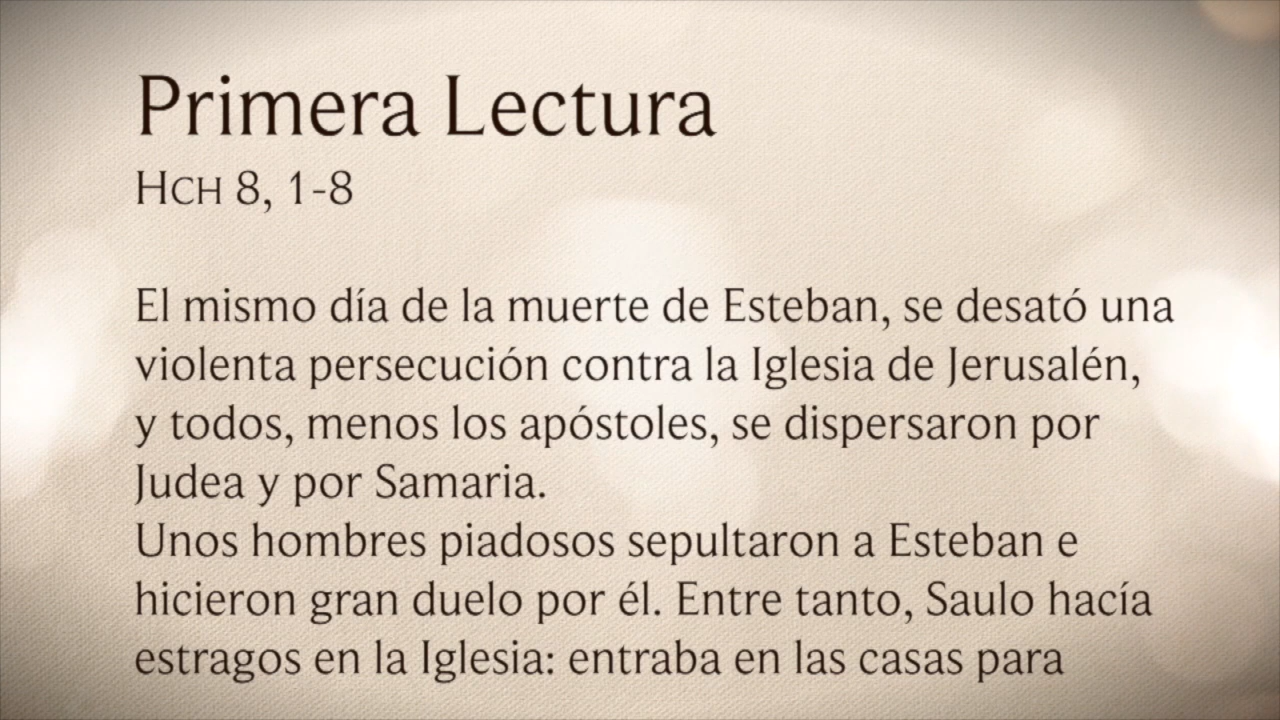 Primera Lectura
Hch 8, 1-8
El mismo día de la muerte de Esteban, se desató una
violenta persecución contra la Iglesia de Jerusalén,
y todos, menos los apóstoles, se dispersaron por
Judea y por Samaria.
Unos hombres piadosos sepultaron a Esteban e
hicieron gran duelo por él. Entre tanto, Saulo hacía
estragos en la Iglesia: entraba en las casas para